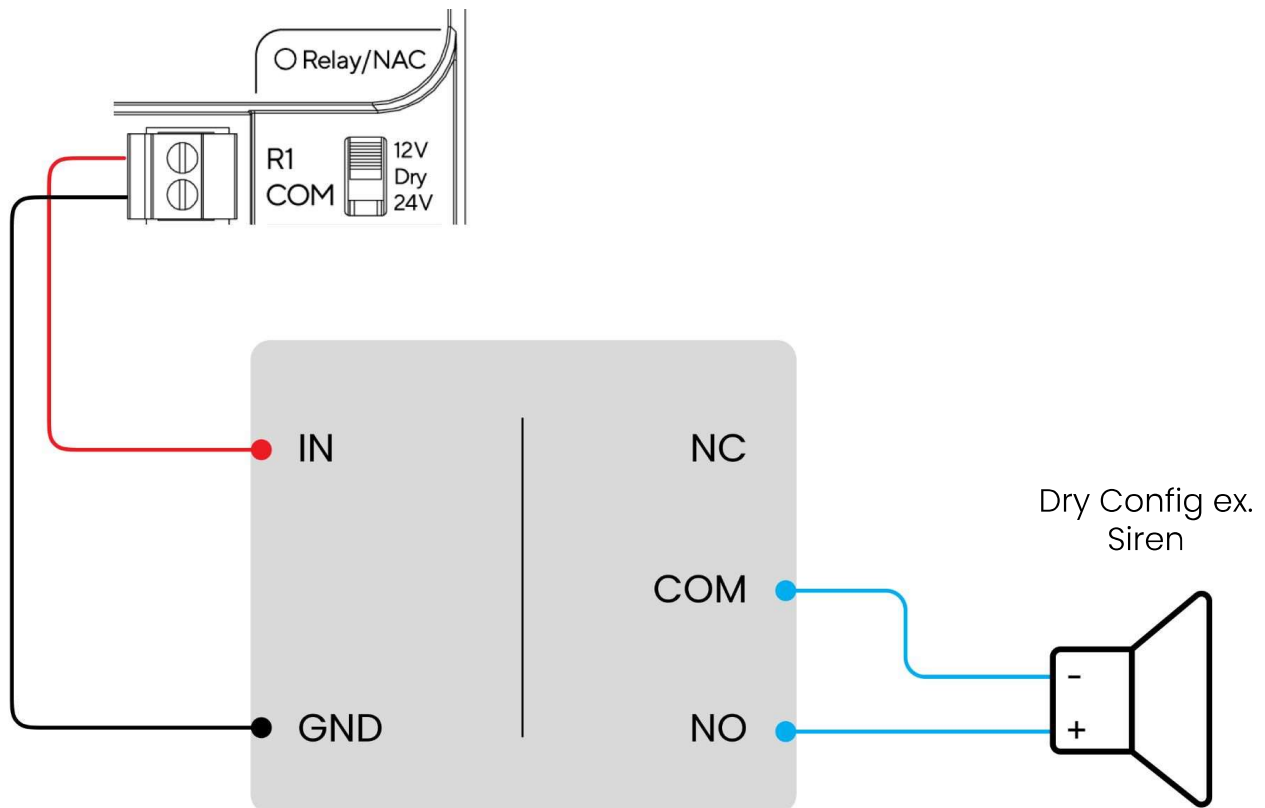 Relay/NAC
R1
COM
12V
Dry
24V
IN
NC
Dry Config ex.
Siren
COM
-
GND
NO
+